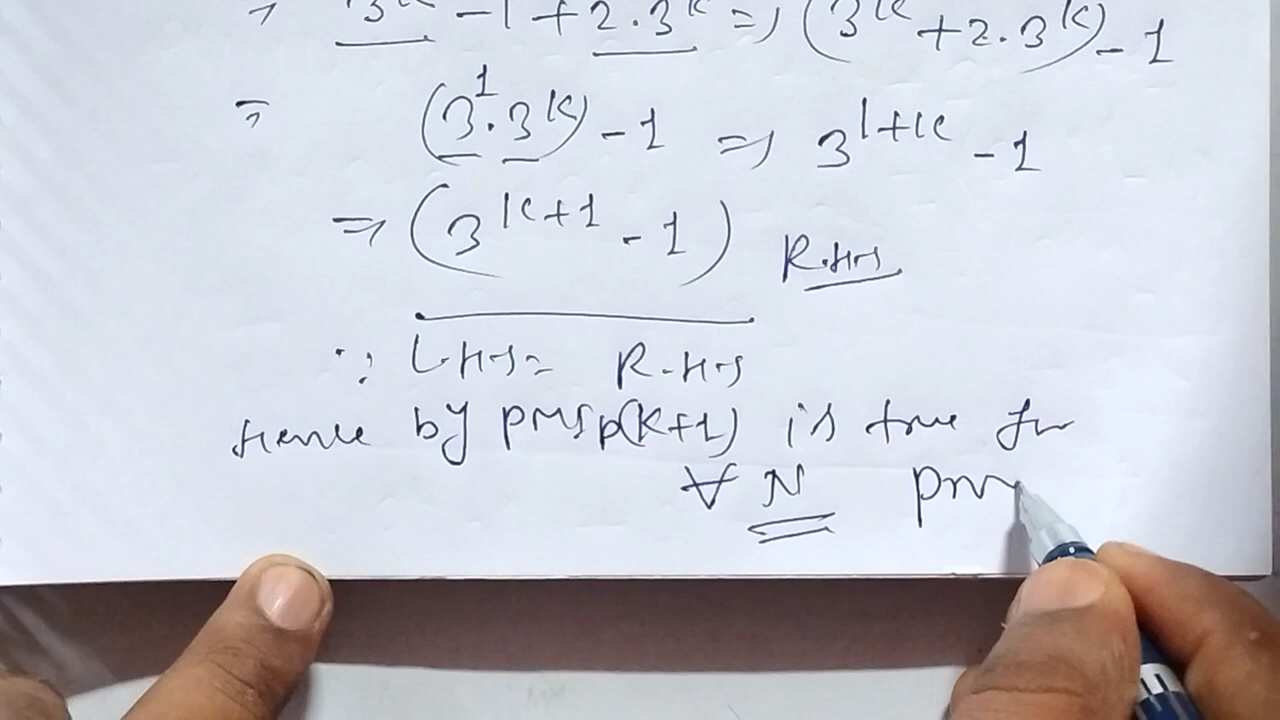 ⇒ 3^k - 1 + 2·3^k ⇒ (3^k + 2·3^k) - 1
⇒ (3^1·3^k) - 1 ⇒ 3^{1+k} - 1
⇒ (3^{k+1} - 1) R.H.S
∵ L.H.S = R.H.S
Hence by PMI P(k+1) is true for
∀ N